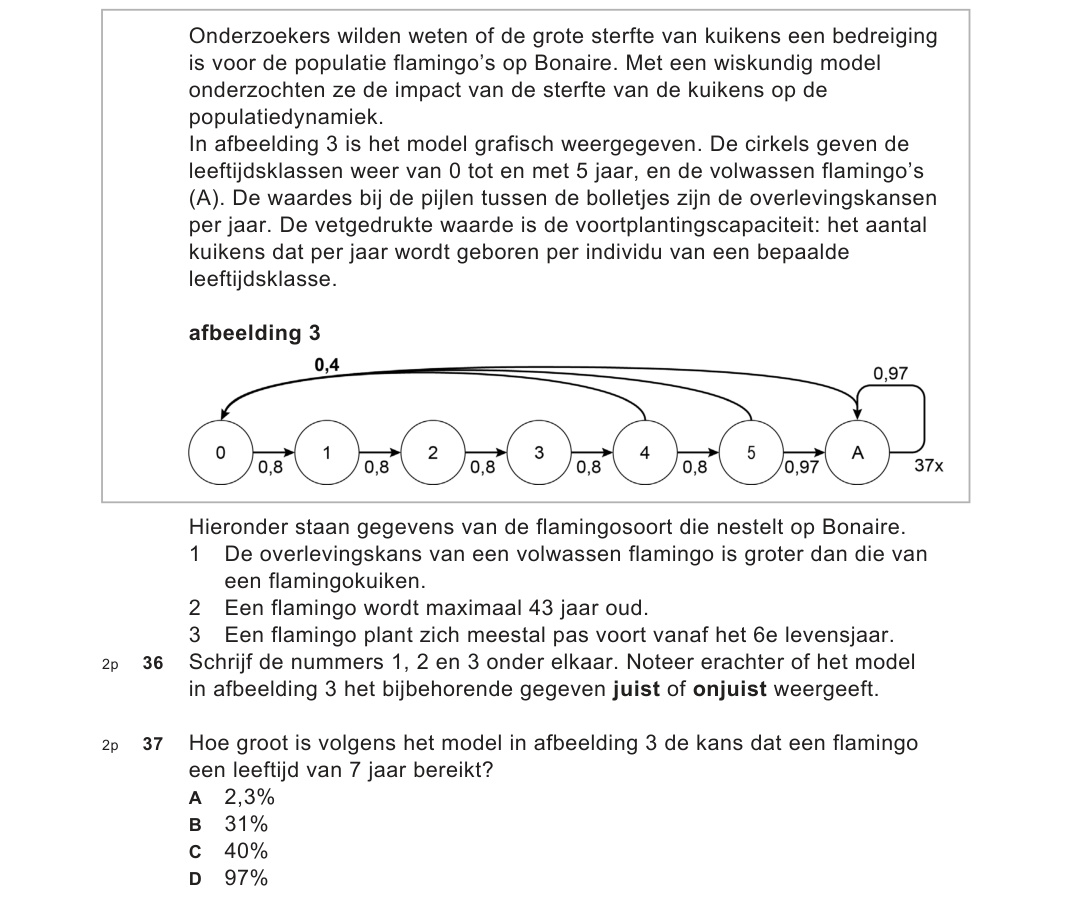 Onderzoekers wilden weten of de grote sterfte van kuikens een bedreiging
is voor de populatie flamingo's op Bonaire. Met een wiskundig model
onderzochten ze de impact van de sterfte van de kuikens op de
populatiedynamiek.
In afbeelding 3 is het model grafisch weergegeven. De cirkels geven de
leeftijdsklassen weer van 0 tot en met 5 jaar, en de volwassen flamingo's
(A). De waardes bij de pijlen tussen de bolletjes zijn de overlevingskansen
per jaar. De vetgedrukte waarde is de voortplantingscapaciteit: het aantal
kuikens dat per jaar wordt geboren per individu van een bepaalde
leeftijdsklasse.
afbeelding 3
0,4
0,97
0 1 2 3 4 5 A
0,8 0,8 0,8 0,8 0,8 0,97 37x
Hieronder staan gegevens van de flamingosoort die nestelt op Bonaire.
1 De overlevingskans van een volwassen flamingo is groter dan die van
een flamingokuiken.
2 Een flamingo wordt maximaal 43 jaar oud.
3 Een flamingo plant zich meestal pas voort vanaf het 6e levensjaar.
2p 36 Schrijf de nummers 1, 2 en 3 onder elkaar. Noteer erachter of het model
in afbeelding 3 het bijbehorende gegeven juist of onjuist weergeeft.
2p 37 Hoe groot is volgens het model in afbeelding 3 de kans dat een flamingo
een leeftijd van 7 jaar bereikt?
A 2,3%
B 31%
C 40%
D 97%